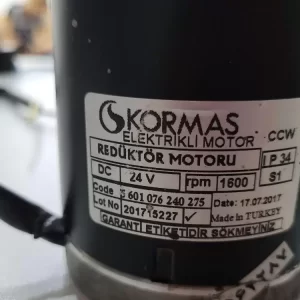 KORMAS
ELEKTRİKLİ MOTOR CCW
REDÜKTÖR MOTORU IP 34
DC 24 V rpm 1600 S1
Code 601 076 240 275 Date: 17.07.2017
Lot No 201715227 Made in TURKEY
GARANTİ ETİKETİDİR SÖKMEYİNİZ